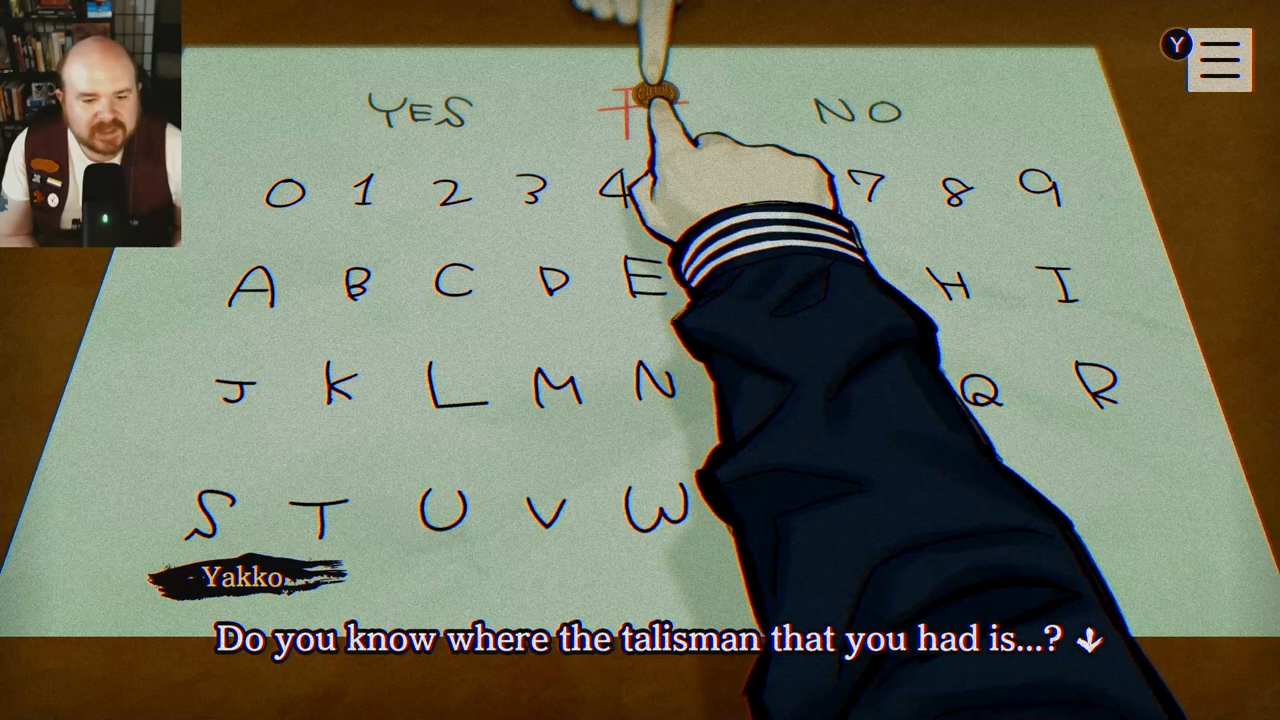 Y
YES NO
0 1 2 3 4 7 8 9
A B C D E H I
J K L M N Q R
S T U V W
Yakko
Do you know where the talisman that you had is...?